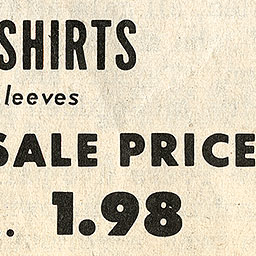 SHIRTS
leeves
SALE PRICE
. 1.98